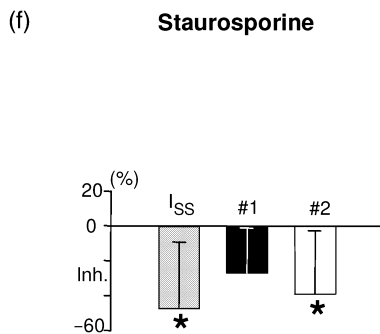 (f) Staurosporine
(%)
20
I_SS #1 #2
0
Inh.
* *
−60